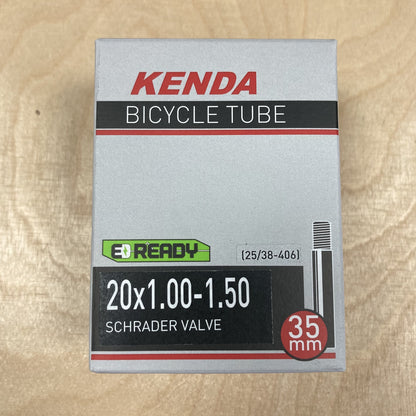 KENDA
BICYCLE TUBE
READY
(25/38-406)
20x1.00-1.50
SCHRADER VALVE
35
mm